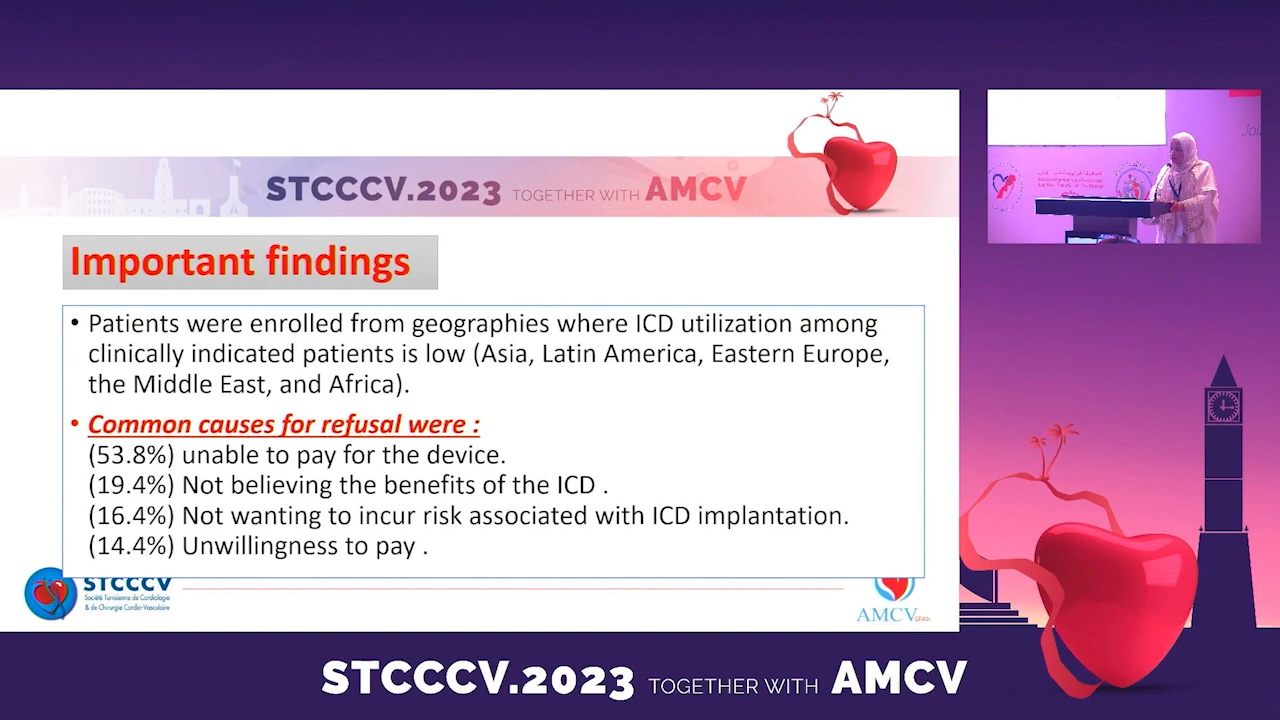 STCCCV.2023 TOGETHER WITH AMCV
Important findings
• Patients were enrolled from geographies where ICD utilization among
clinically indicated patients is low (Asia, Latin America, Eastern Europe,
the Middle East, and Africa).
• Common causes for refusal were :
(53.8%) unable to pay for the device.
(19.4%) Not believing the benefits of the ICD .
(16.4%) Not wanting to incur risk associated with ICD implantation.
(14.4%) Unwillingness to pay .
STCCCV
Société Tunisienne de Cardiologie
& de Chirurgie Cardio-Vasculaire
AMCV
STCCCV.2023 TOGETHER WITH AMCV